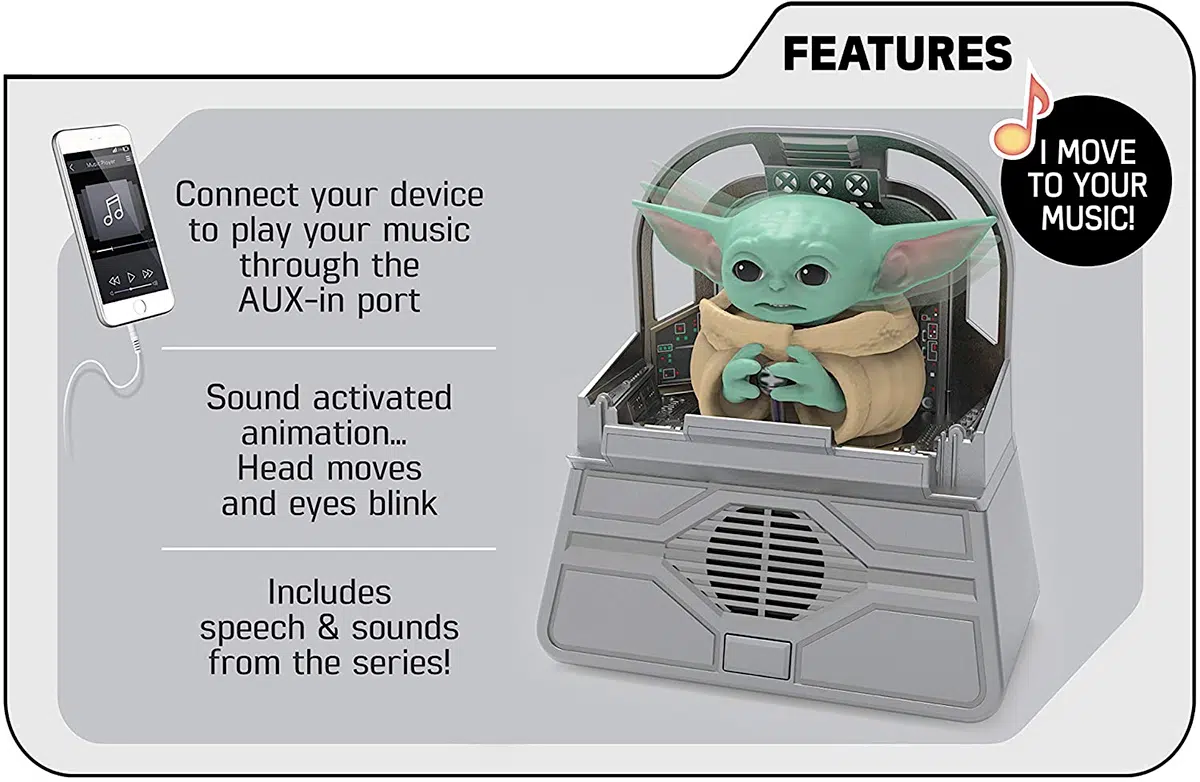 FEATURES
I MOVE
TO YOUR
MUSIC!
Music Player
Connect your device
to play your music
through the
AUX-in port
Sound activated
animation...
Head moves
and eyes blink
Includes
speech & sounds
from the series!